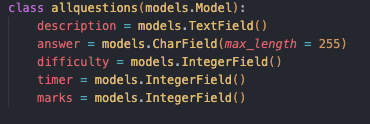 class allquestions(models.Model):
    description = models.TextField()
    answer = models.CharField(max_length = 255)
    difficulty = models.IntegerField()
    timer = models.IntegerField()
    marks = models.IntegerField()